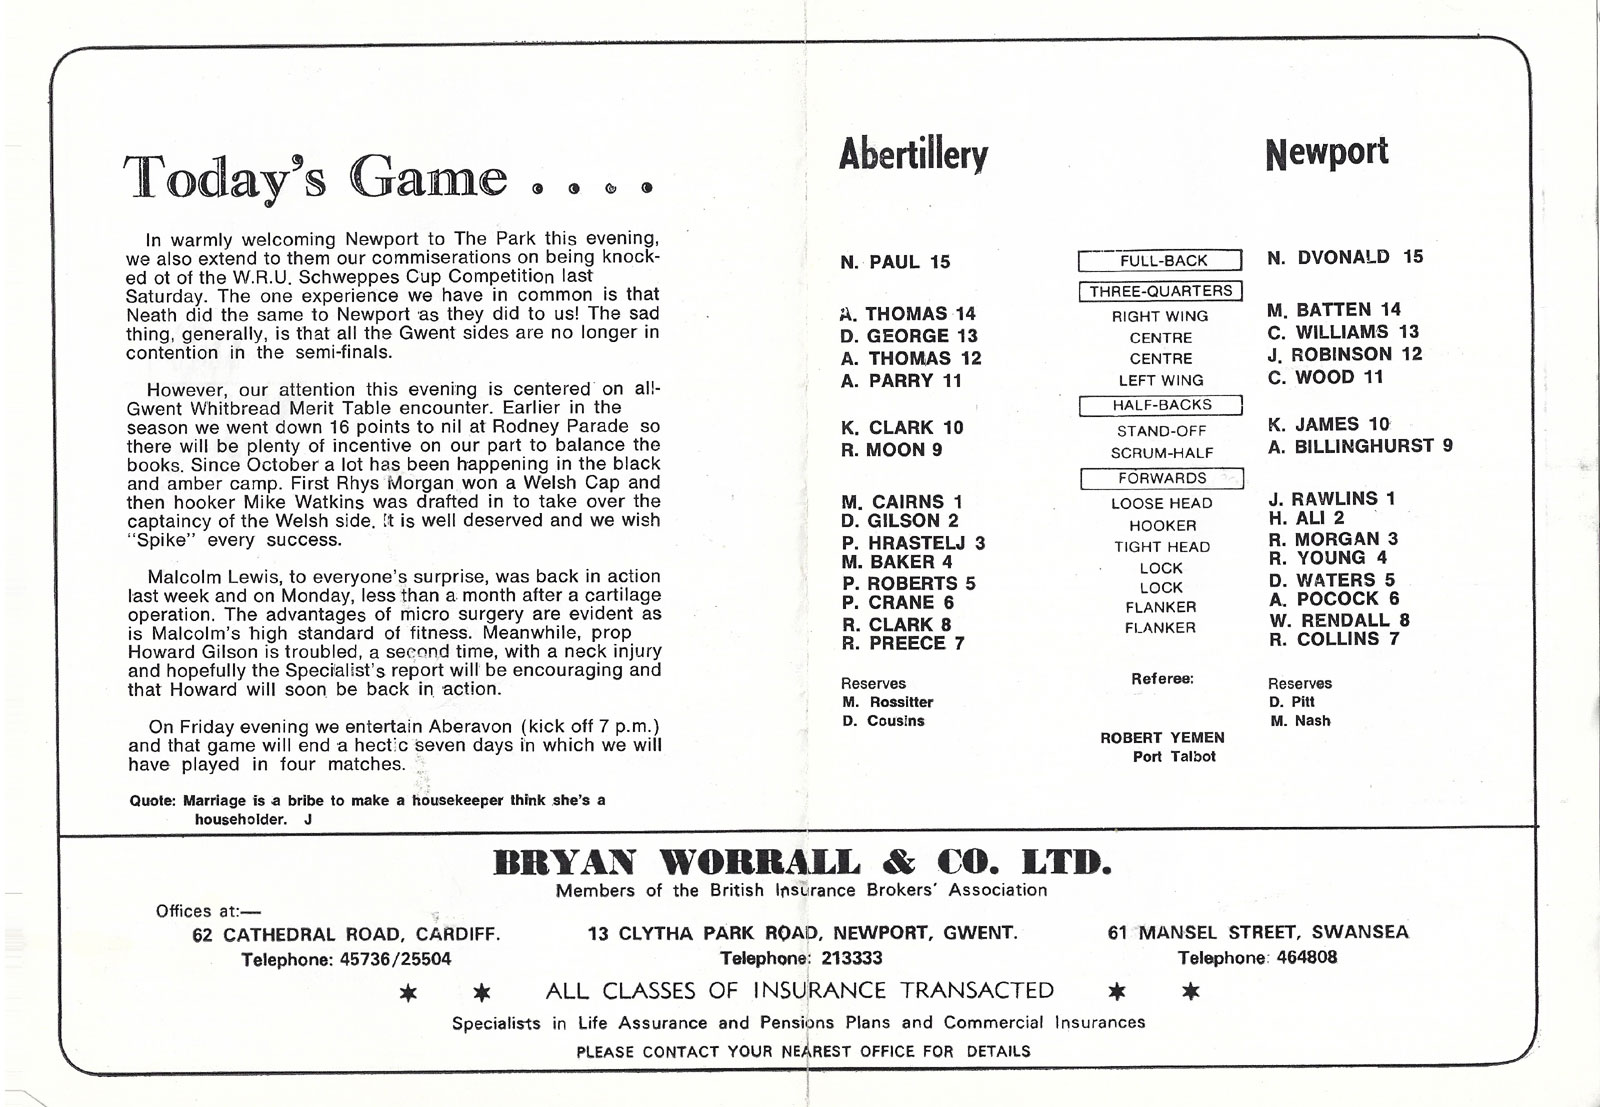 Today's Game . . . .
In warmly welcoming Newport to The Park this evening,
we also extend to them our commiserations on being knock-
ed ot of the W.R.U. Schweppes Cup Competition last
Saturday. The one experience we have in common is that
Neath did the same to Newport as they did to us! The sad
thing, generally, is that all the Gwent sides are no longer in
contention in the semi-finals.
However, our attention this evening is centered on all-
Gwent Whitbread Merit Table encounter. Earlier in the
season we went down 16 points to nil at Rodney Parade so
there will be plenty of incentive on our part to balance the
books. Since October a lot has been happening in the black
and amber camp. First Rhys Morgan won a Welsh Cap and
then hooker Mike Watkins was drafted in to take over the
captaincy of the Welsh side. It is well deserved and we wish
"Spike" every success.
Malcolm Lewis, to everyone's surprise, was back in action
last week and on Monday, less than a month after a cartilage
operation. The advantages of micro surgery are evident as
is Malcolm's high standard of fitness. Meanwhile, prop
Howard Gilson is troubled, a second time, with a neck injury
and hopefully the Specialist's report will be encouraging and
that Howard will soon be back in action.
On Friday evening we entertain Aberavon (kick off 7 p.m.)
and that game will end a hectic seven days in which we will
have played in four matches.
Quote: Marriage is a bribe to make a housekeeper think she's a
householder. J
Abertillery Newport
N. PAUL 15 FULL-BACK N. DVONALD 15
THREE-QUARTERS
A. THOMAS 14 RIGHT WING M. BATTEN 14
D. GEORGE 13 CENTRE C. WILLIAMS 13
A. THOMAS 12 CENTRE J. ROBINSON 12
A. PARRY 11 LEFT WING C. WOOD 11
HALF-BACKS
K. CLARK 10 STAND-OFF K. JAMES 10
R. MOON 9 SCRUM-HALF A. BILLINGHURST 9
FORWARDS
M. CAIRNS 1 LOOSE HEAD J. RAWLINS 1
D. GILSON 2 HOOKER H. ALI 2
P. HRASTELJ 3 TIGHT HEAD R. MORGAN 3
M. BAKER 4 LOCK R. YOUNG 4
P. ROBERTS 5 LOCK D. WATERS 5
P. CRANE 6 FLANKER A. POCOCK 6
R. CLARK 8 FLANKER W. RENDALL 8
R. PREECE 7 R. COLLINS 7
Reserves Referee: Reserves
M. Rossitter D. Pitt
D. Cousins M. Nash
ROBERT YEMEN
Port Talbot
BRYAN WORRALL & CO. LTD.
Members of the British Insurance Brokers' Association
Offices at:—
62 CATHEDRAL ROAD, CARDIFF. 13 CLYTHA PARK ROAD, NEWPORT, GWENT. 61 MANSEL STREET, SWANSEA
Telephone: 45736/25504 Telephone: 213333 Telephone: 464808
ALL CLASSES OF INSURANCE TRANSACTED
Specialists in Life Assurance and Pensions Plans and Commercial Insurances
PLEASE CONTACT YOUR NEAREST OFFICE FOR DETAILS